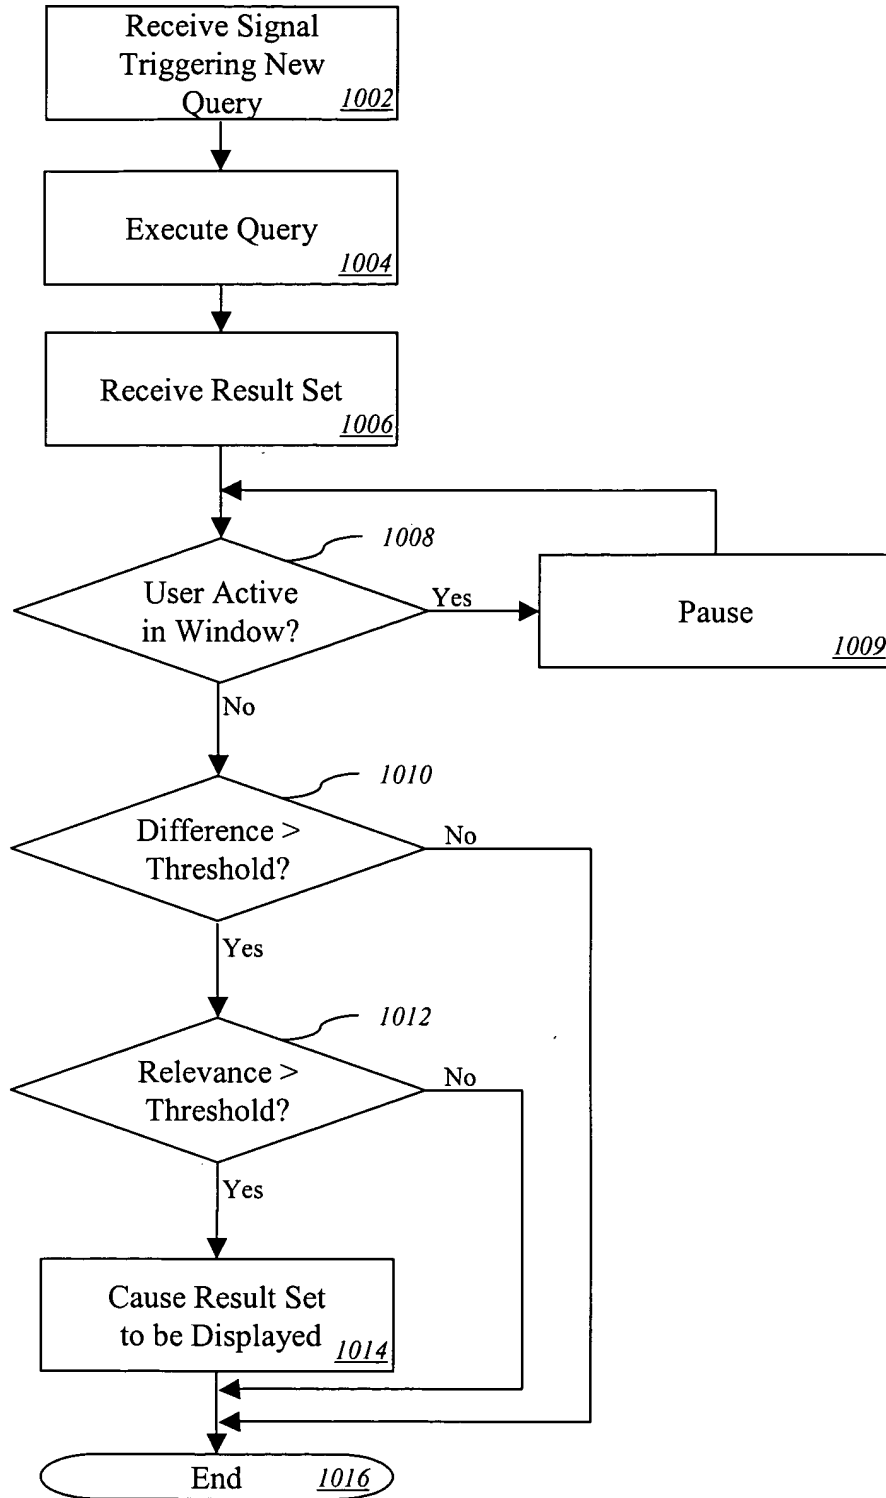 Receive Signal
Triggering New
Query
1002
Execute Query
1004
Receive Result Set
1006
1008
User Active
in Window?
Yes
Pause
1009
No
1010
Difference >
Threshold?
No
Yes
1012
Relevance >
Threshold?
No
Yes
Cause Result Set
to be Displayed
1014
End
1016